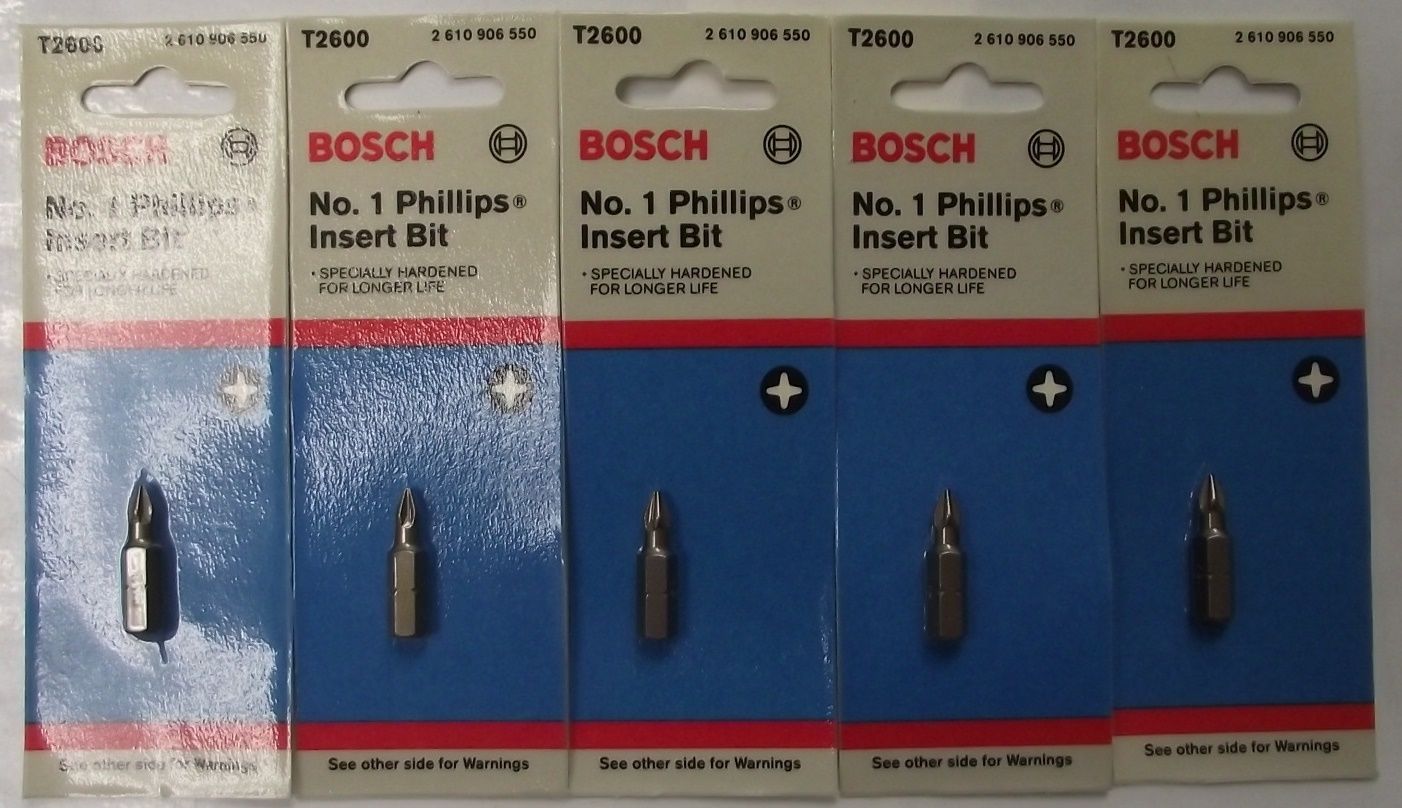 T2600 2 610 906 550
BOSCH
No. 1 Phillips®
Insert Bit
• SPECIALLY HARDENED
FOR LONGER LIFE
See other side for Warnings
T2600 2 610 906 550
BOSCH
No. 1 Phillips®
Insert Bit
• SPECIALLY HARDENED
FOR LONGER LIFE
See other side for Warnings
T2600 2 610 906 550
BOSCH
No. 1 Phillips®
Insert Bit
• SPECIALLY HARDENED
FOR LONGER LIFE
See other side for Warnings
T2600 2 610 906 550
BOSCH
No. 1 Phillips®
Insert Bit
• SPECIALLY HARDENED
FOR LONGER LIFE
See other side for Warnings
T2600 2 610 906 550
BOSCH
No. 1 Phillips®
Insert Bit
• SPECIALLY HARDENED
FOR LONGER LIFE
See other side for Warnings